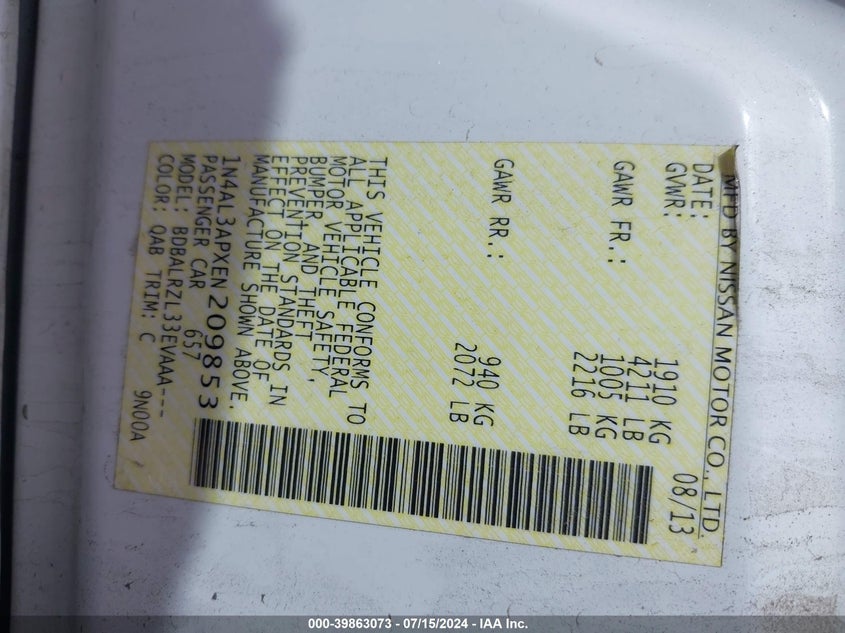 MFD BY NISSAN MOTOR CO., LTD.
DATE: 08/13
GVWR: 1910 KG
4211 LB
GAWR FR.: 1005 KG
2216 LB
GAWR RR.: 940 KG
2072 LB
THIS VEHICLE CONFORMS TO
ALL APPLICABLE FEDERAL
MOTOR VEHICLE SAFETY,
BUMPER AND THEFT
PREVENTION STANDARDS IN
EFFECT ON THE DATE OF
MANUFACTURE SHOWN ABOVE.
1N4AL3APXEN209853
PASSENGER CAR 657
MODEL: BDBALRZL33EVAAA---
COLOR: QAB TRIM: C 9N00A
000-39863073 - 07/15/2024 - IAA Inc.